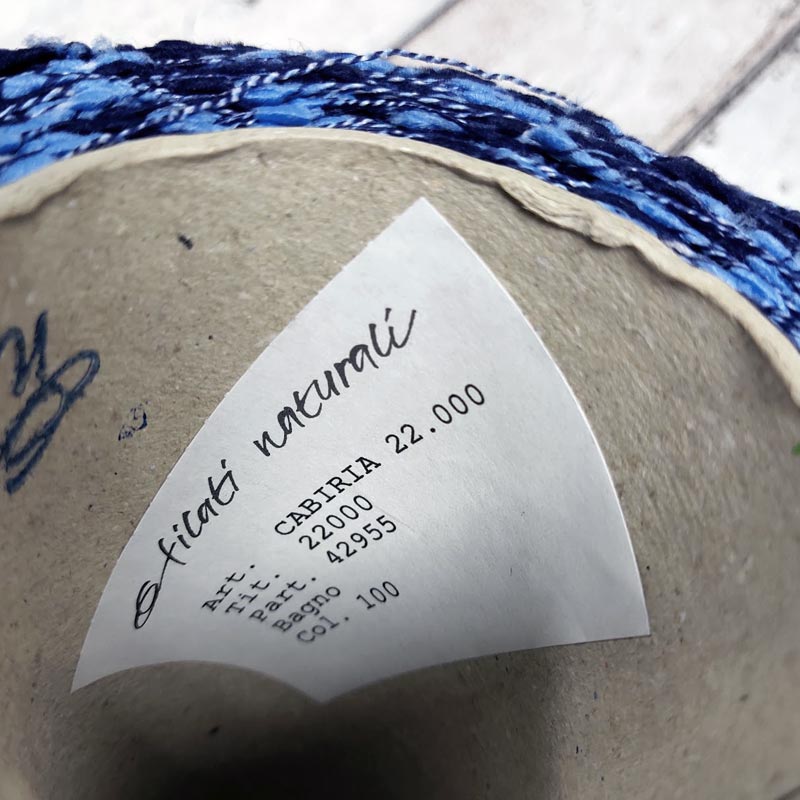 filati naturali
Art. CABIRIA 22.000
Tit. 22000
Part. 42955
Bagno
Col. 100